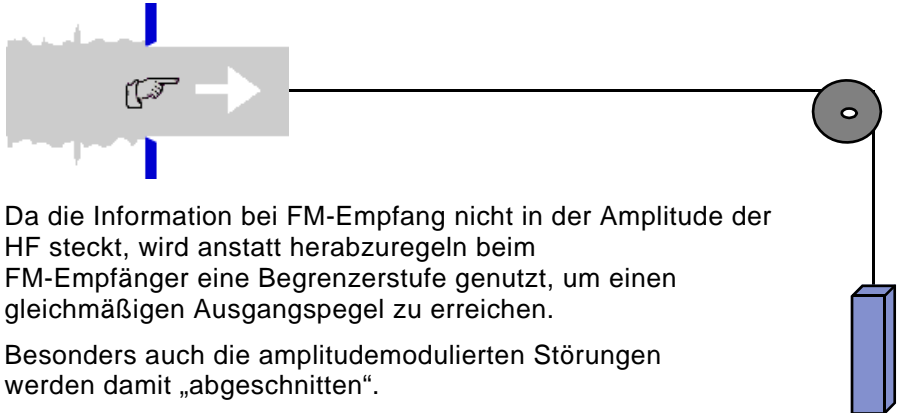 Da die Information bei FM-Empfang nicht in der Amplitude der
HF steckt, wird anstatt herabzuregeln beim
FM-Empfänger eine Begrenzerstufe genutzt, um einen
gleichmäßigen Ausgangspegel zu erreichen.
Besonders auch die amplitudemodulierten Störungen
werden damit „abgeschnitten“.